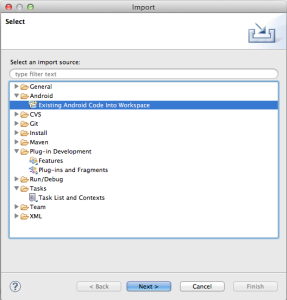 Import
Select
Select an import source:
type filter text
General
Android
Existing Android Code Into Workspace
CVS
Git
Install
Maven
Plug-in Development
Features
Plug-ins and Fragments
Run/Debug
Tasks
Task List and Contexts
Team
XML
?
< Back
Next >
Cancel
Finish